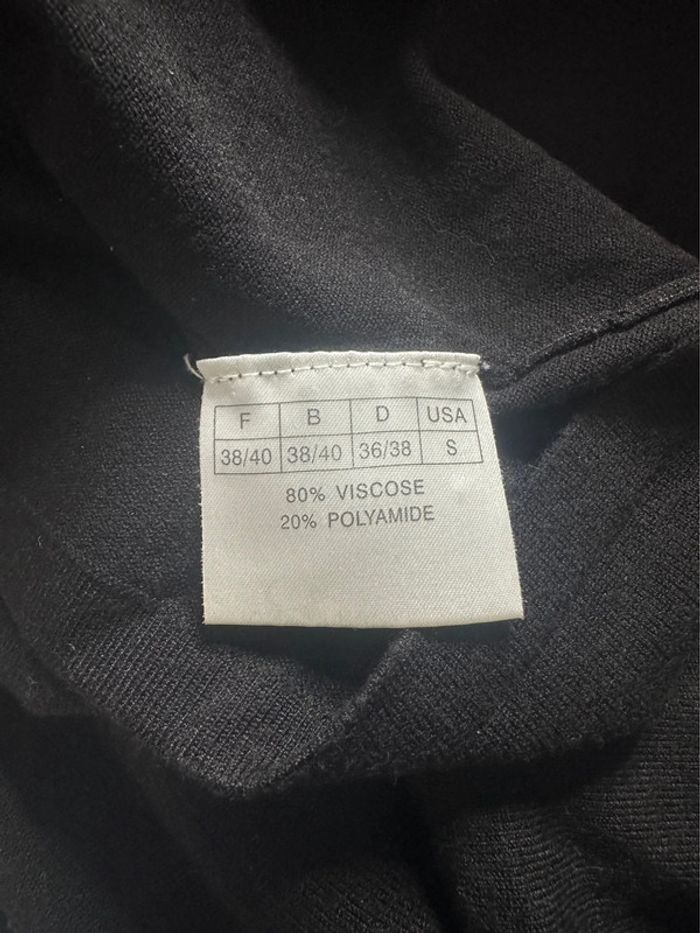 F B D USA
38/40 38/40 36/38 S
80% VISCOSE
20% POLYAMIDE